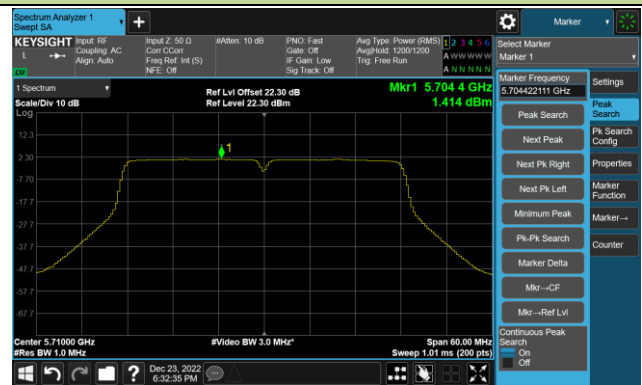 Spectrum Analyzer 1
Swept SA
+
Marker
KEYSIGHT
L
Input: RF
Coupling: AC
Align: Auto
Input Z: 50 Ω
Corr CCorr
Freq Ref: Int (S)
NFE: Off
#Atten: 10 dB
PNO: Fast
Gate: Off
IF Gain: Low
Sig Track: Off
Avg Type: Power (RMS)
Avg|Hold: 1200/1200
Trig: Free Run
1 2 3 4 5 6
A W W W W W
A N N N N N
Select Marker
Marker 1
1 Spectrum
Scale/Div 10 dB
Log
Ref Lvl Offset 22.30 dB
Ref Level 22.30 dBm
Mkr1 5.704 4 GHz
1.414 dBm
1
12.3
2.30
-7.70
-17.7
-27.7
-37.7
-47.7
-57.7
-67.7
Center 5.71000 GHz
#Res BW 1.0 MHz
#Video BW 3.0 MHz*
Span 60.00 MHz
Sweep 1.01 ms (200 pts)
Marker Frequency
5.704422111 GHz
Peak Search
Next Peak
Next Pk Right
Next Pk Left
Minimum Peak
Pk-Pk Search
Marker Delta
Mkr→CF
Mkr→Ref Lvl
Continuous Peak
Search
On
Off
Settings
Peak
Search
Pk Search
Config
Properties
Marker
Function
Marker→
Counter
?
Dec 23, 2022
6:32:35 PM